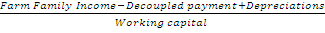 Farm Family Income−Decoupled payment+Depreciations
Working capital